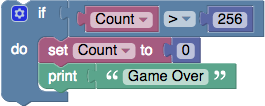 if Count > 256
do set Count to 0
print “ Game Over ”